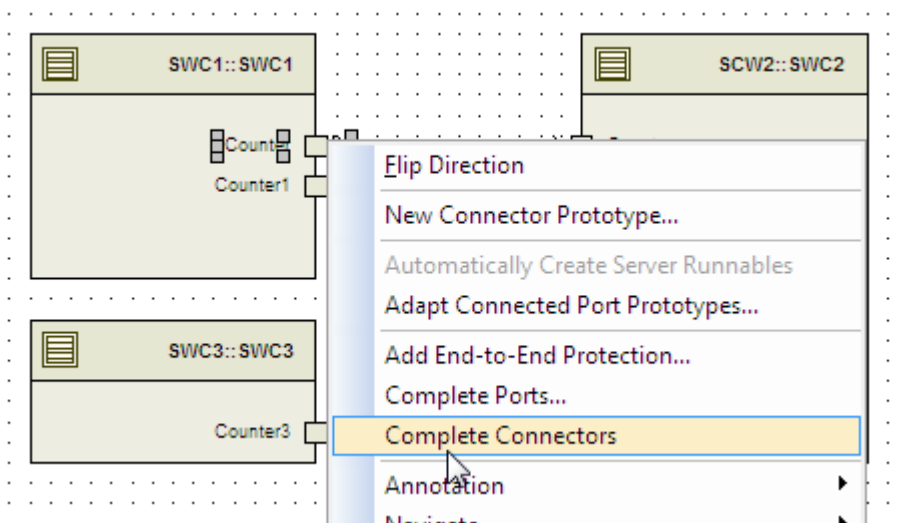 SWC1::SWC1
SCW2::SWC2
Counter
Counter1
Flip Direction
New Connector Prototype...
Automatically Create Server Runnables
Adapt Connected Port Prototypes...
SWC3::SWC3
Add End-to-End Protection...
Complete Ports...
Counter3
Complete Connectors
Annotation
Navigate